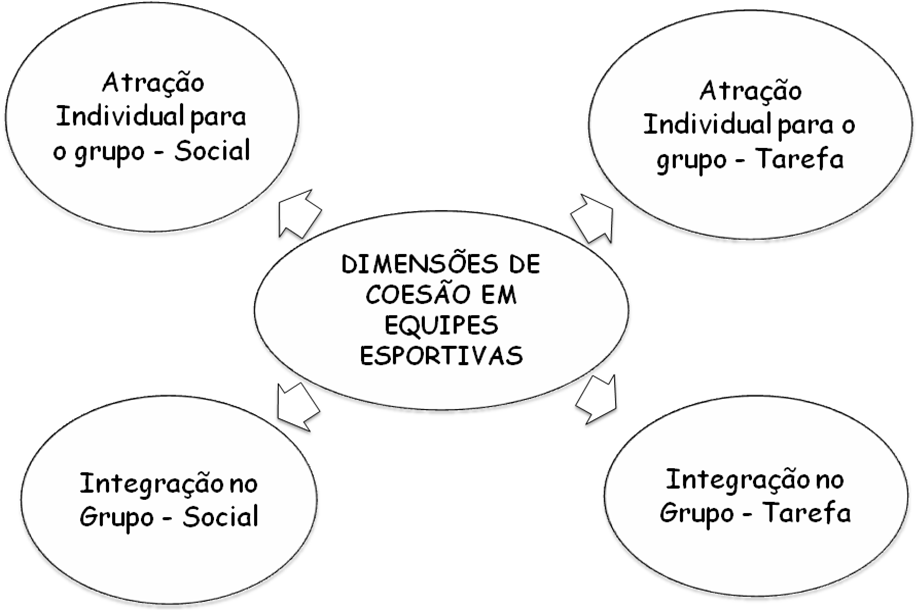 Atração
Individual para
o grupo - Social
Atração
Individual para o
grupo - Tarefa
DIMENSÕES DE
COESÃO EM
EQUIPES
ESPORTIVAS
Integração no
Grupo - Social
Integração no
Grupo - Tarefa